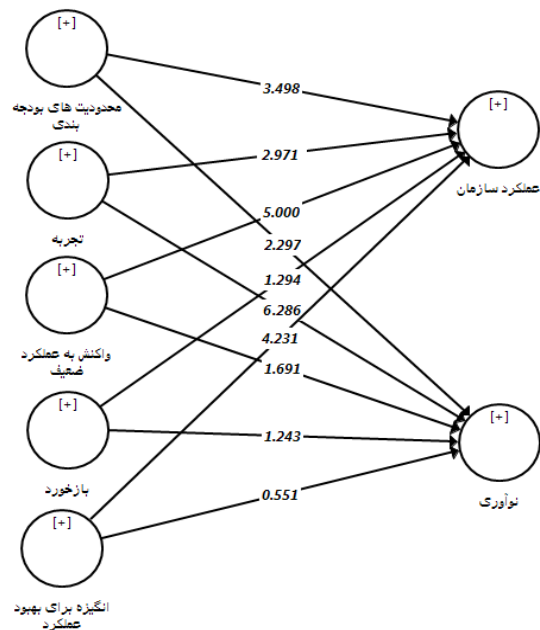 [+]
محدودیت های بودجه
بندی
[+]
تجربه
[+]
واکنش به عملکرد
ضعیف
[+]
بازخورد
[+]
انگیزه برای بهبود
عملکرد
3.498
2.971
5.000
2.297
1.294
6.286
4.231
1.691
1.243
0.551
[+]
عملکرد سازمان
[+]
نوآوری